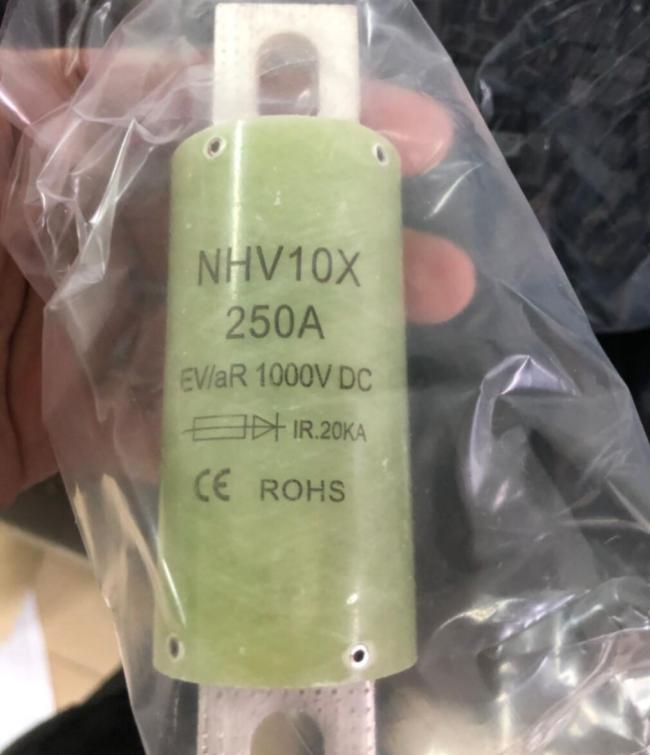 NHV10X
250A
EV/aR 1000V DC
IR.20KA
CE ROHS